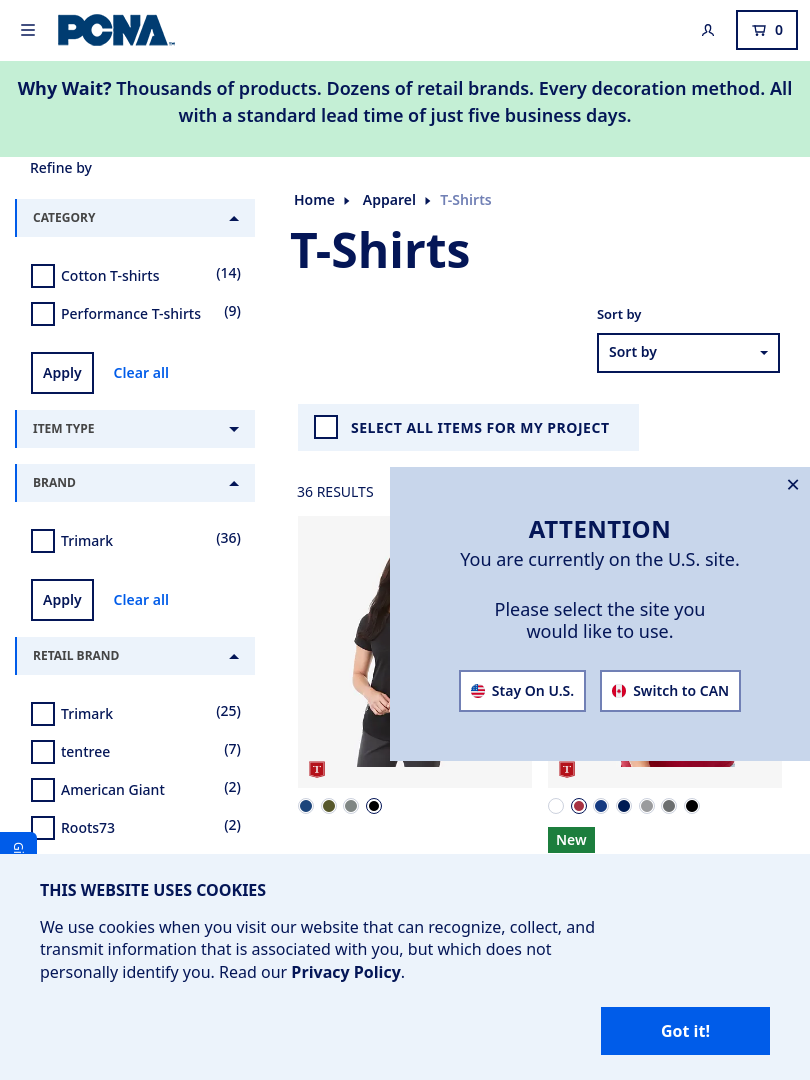 PCNA
0
Why Wait? Thousands of products. Dozens of retail brands. Every decoration method. All
with a standard lead time of just five business days.
Refine by
Home Apparel T-Shirts
CATEGORY
T-Shirts
Cotton T-shirts (14)
Performance T-shirts (9)
Sort by
Sort by
Apply Clear all
ITEM TYPE
SELECT ALL ITEMS FOR MY PROJECT
BRAND
36 RESULTS
Trimark (36)
Apply Clear all
RETAIL BRAND
Trimark (25)
tentree (7)
American Giant (2)
Roots73 (2)
ATTENTION
You are currently on the U.S. site.
Please select the site you
would like to use.
Stay On U.S. Switch to CAN
T
T
New
THIS WEBSITE USES COOKIES
We use cookies when you visit our website that can recognize, collect, and
transmit information that is associated with you, but which does not
personally identify you. Read our Privacy Policy.
Got it!